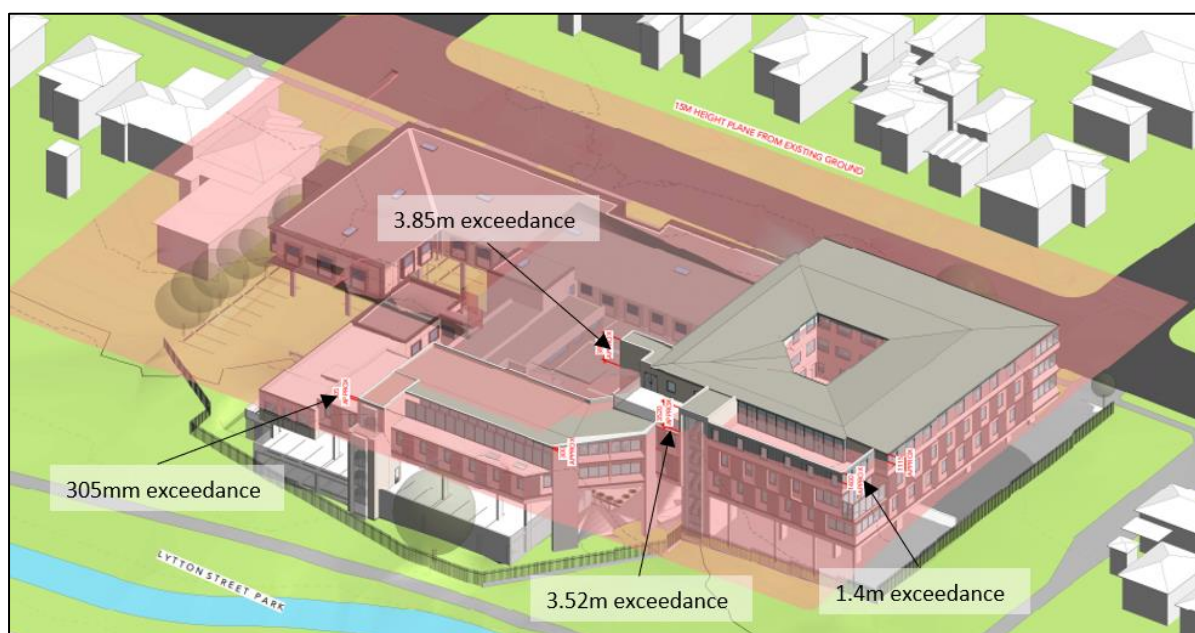 15M HEIGHT PLANE FROM EXISTING GROUND
3.85m exceedance
305mm exceedance
3.52m exceedance
1.4m exceedance
LYTTON STREET PARK